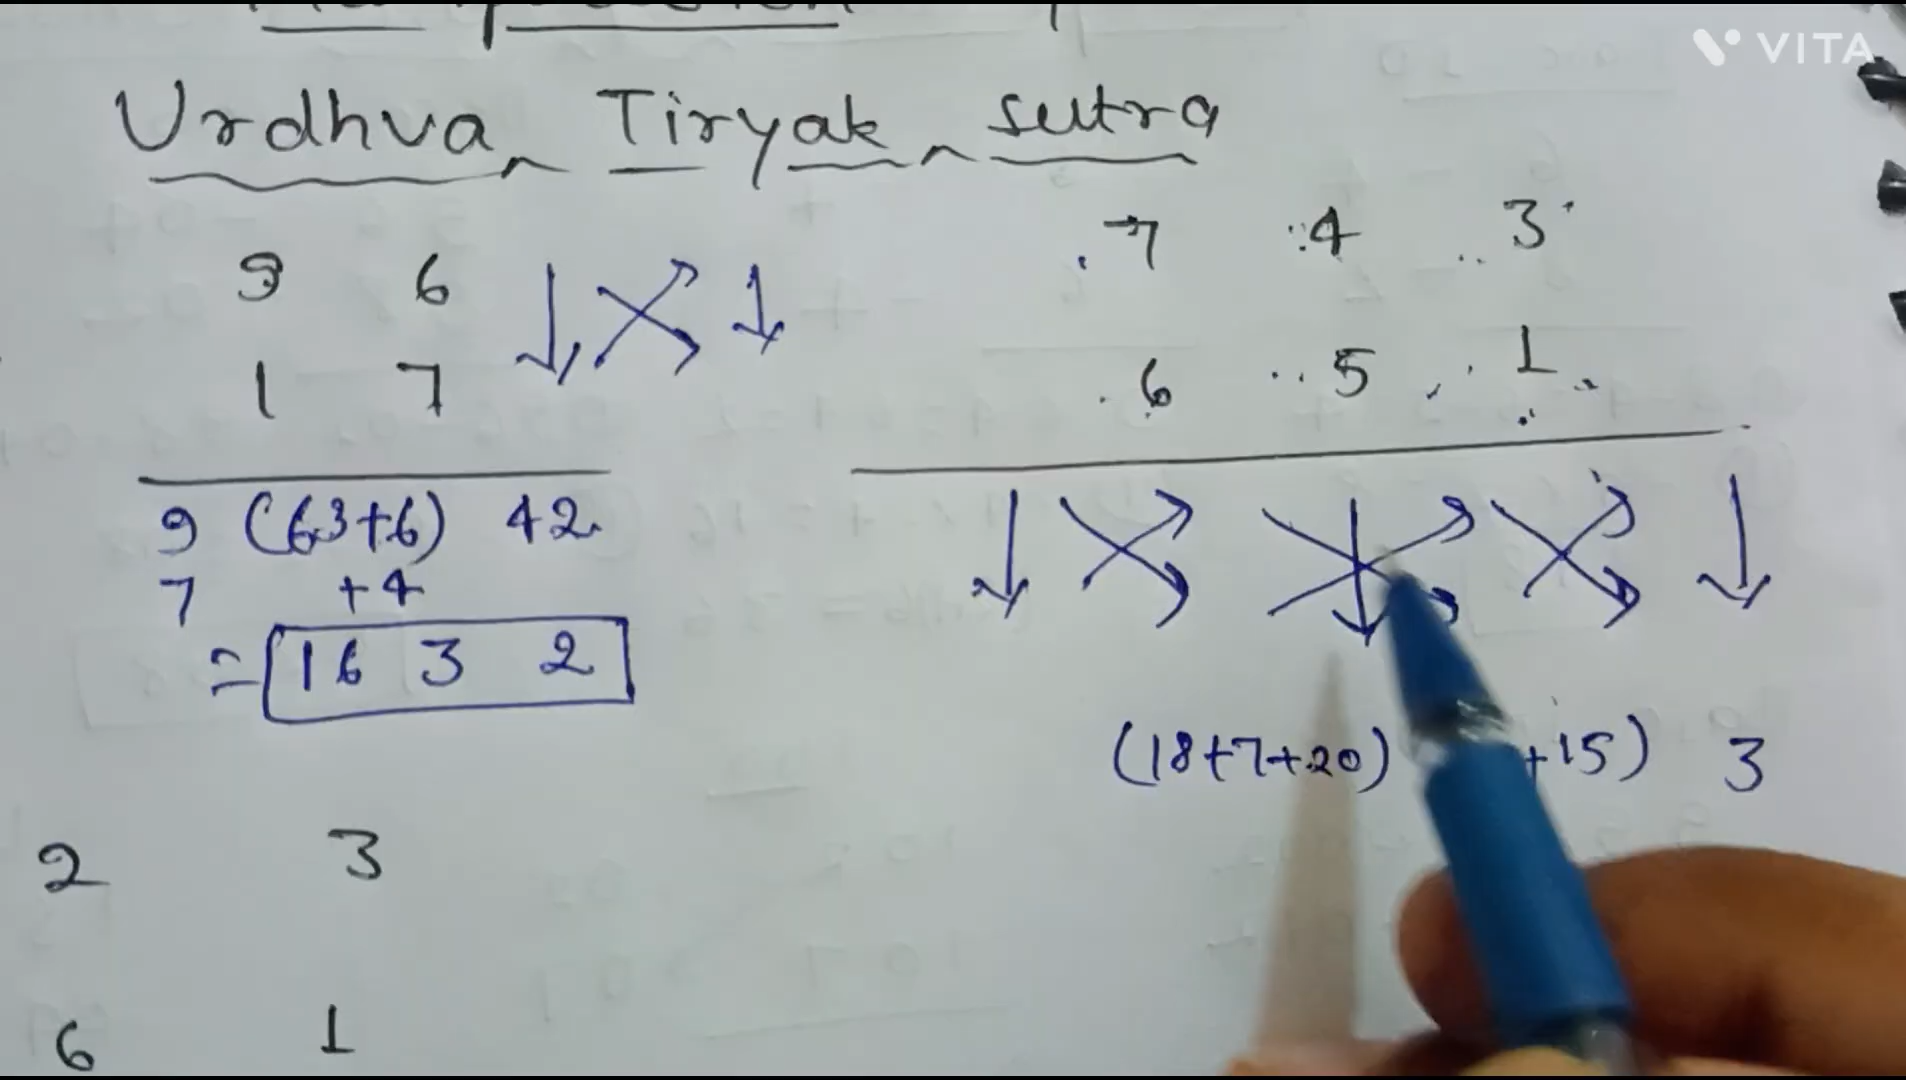 VITA
Urdhva Tiryak sutra
9 6
1 7
9 (63+6) 42
7 +4
= 16 3 2
7 4 3
6 5 1
(18+7+20) +15) 3
2 3
6 1